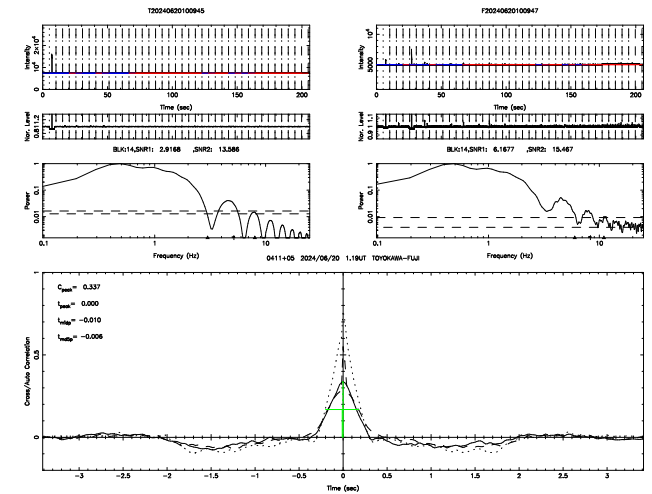 T20240620100945
F20240620100947
Intensity
0
10⁴
2×10⁴
0
50
100
150
200
Time (sec)
Intensity
5000
10⁴
0
50
100
150
200
Time (sec)
Nor. Level
0.8 1 1.2
Nor. Level
0.9 1 1.1
BLK:14,SNR1: 2.9168 ,SNR2: 13.586
BLK:14,SNR1: 6.1677 ,SNR2: 15.467
Power
1
0.1
0.01
0.1
1
10
Frequency (Hz)
Power
1
0.1
0.01
0.1
1
10
Frequency (Hz)
0411+05 2024/06/20 1.19UT TOYOKAWA-FUJI
Cross/Auto Correlation
1
0.5
0
Cpeak= 0.337
tpeak= 0.000
tmidp= -0.010
-3
-2.5
-2
-1.5
-1
-0.5
0
0.5
1
1.5
2
2.5
3
Time (sec)